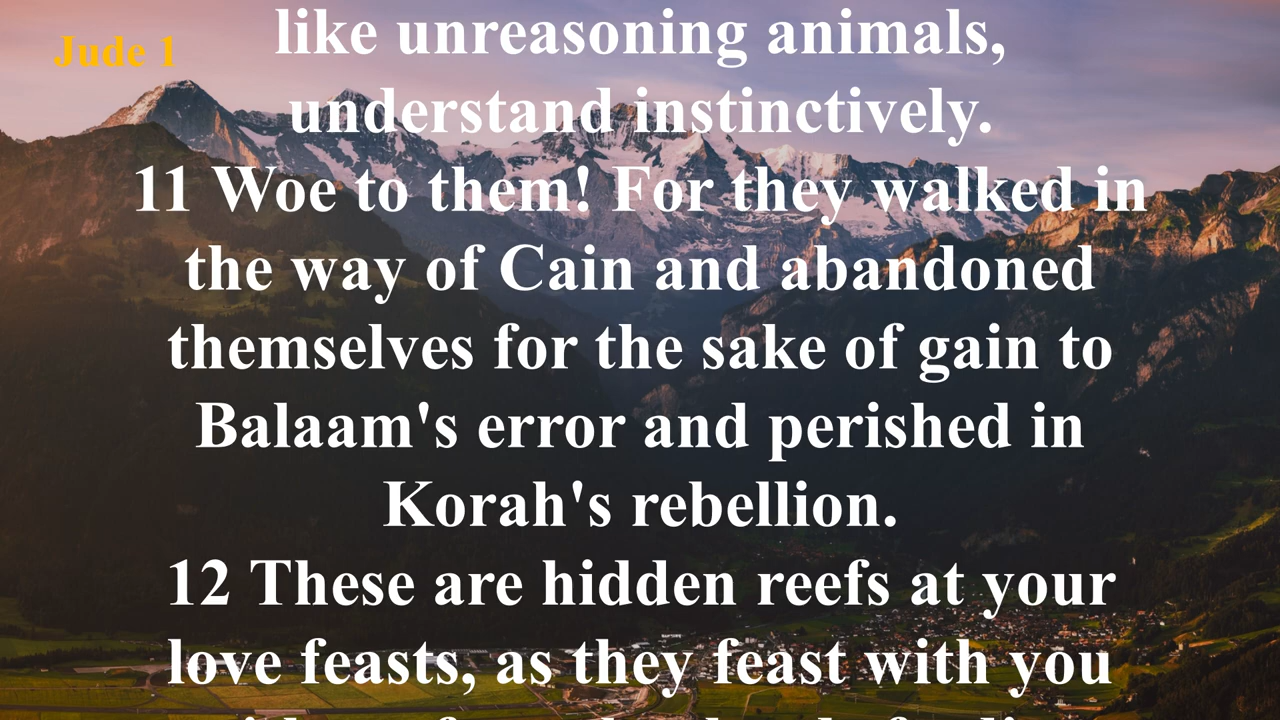 Jude 1
like unreasoning animals,
understand instinctively.
11 Woe to them! For they walked in
the way of Cain and abandoned
themselves for the sake of gain to
Balaam's error and perished in
Korah's rebellion.
12 These are hidden reefs at your
love feasts, as they feast with you